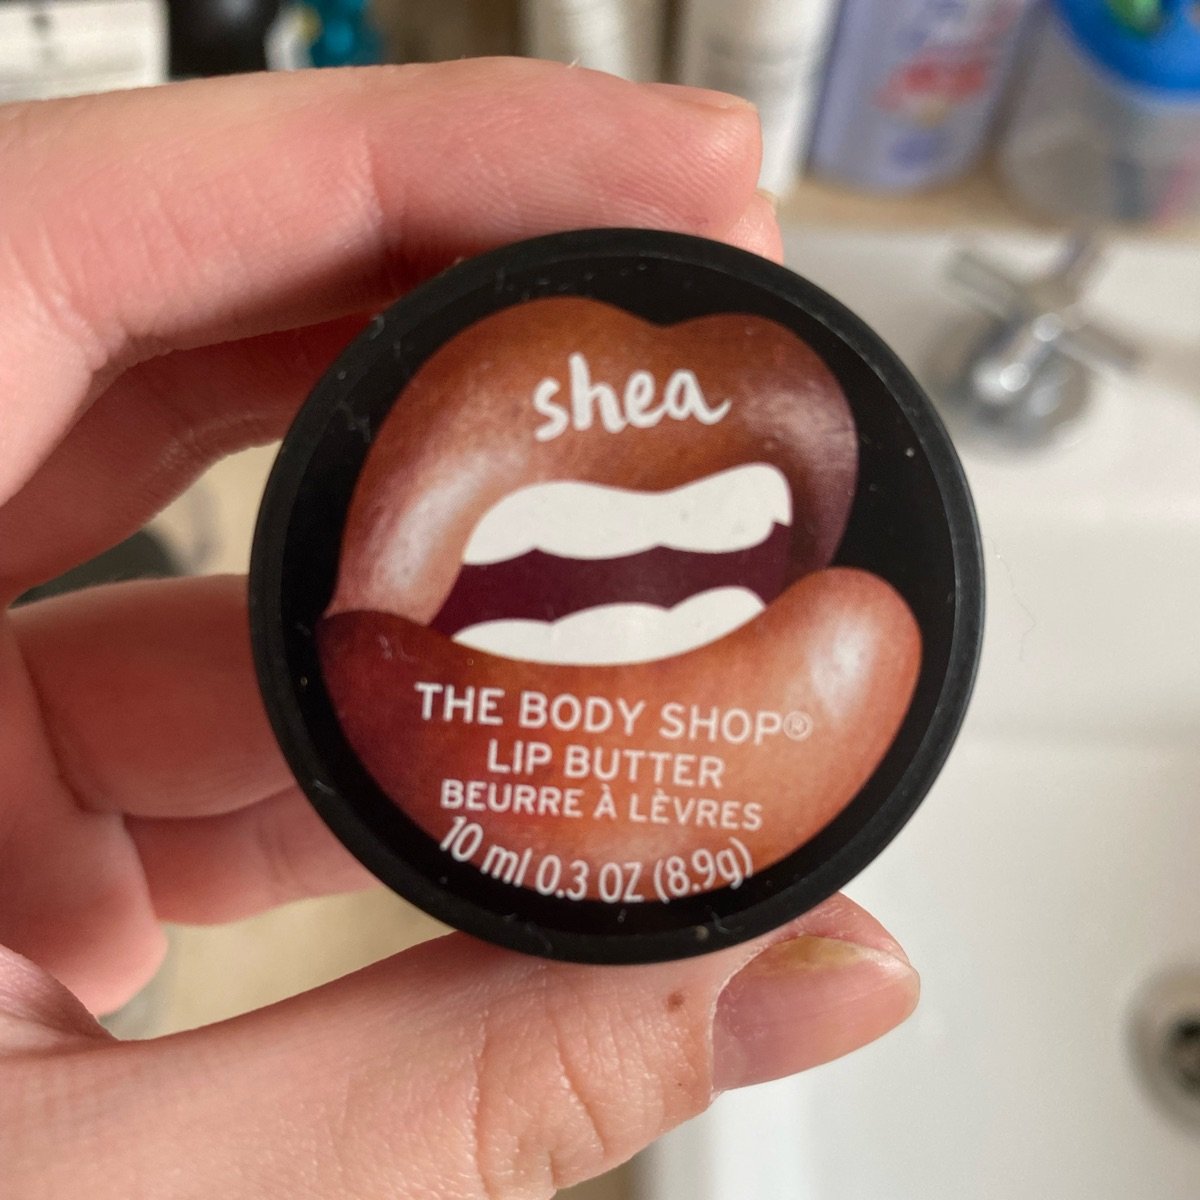 shea
THE BODY SHOP®
LIP BUTTER
BEURRE À LÈVRES
10 ml 0.3 OZ (8.9g)